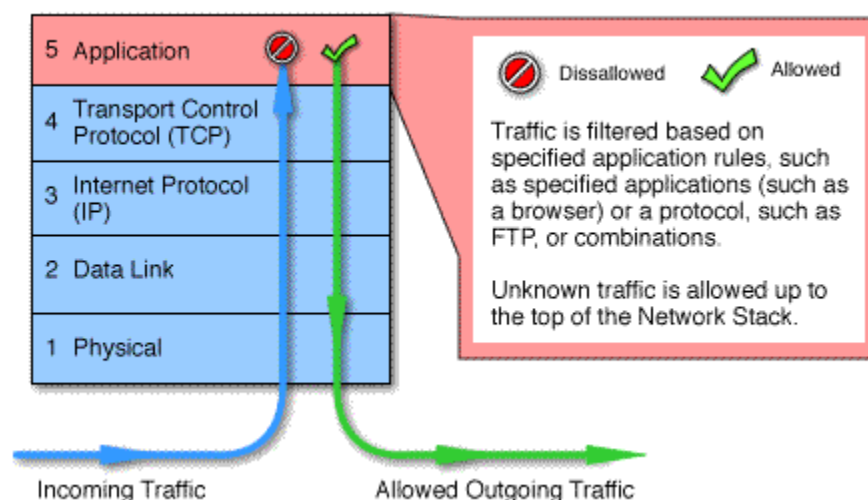 5 Application
4 Transport Control
Protocol (TCP)
3 Internet Protocol
(IP)
2 Data Link
1 Physical
Incoming Traffic
Allowed Outgoing Traffic
Dissallowed
Allowed
Traffic is filtered based on
specified application rules, such
as specified applications (such as
a browser) or a protocol, such as
FTP, or combinations.
Unknown traffic is allowed up to
the top of the Network Stack.